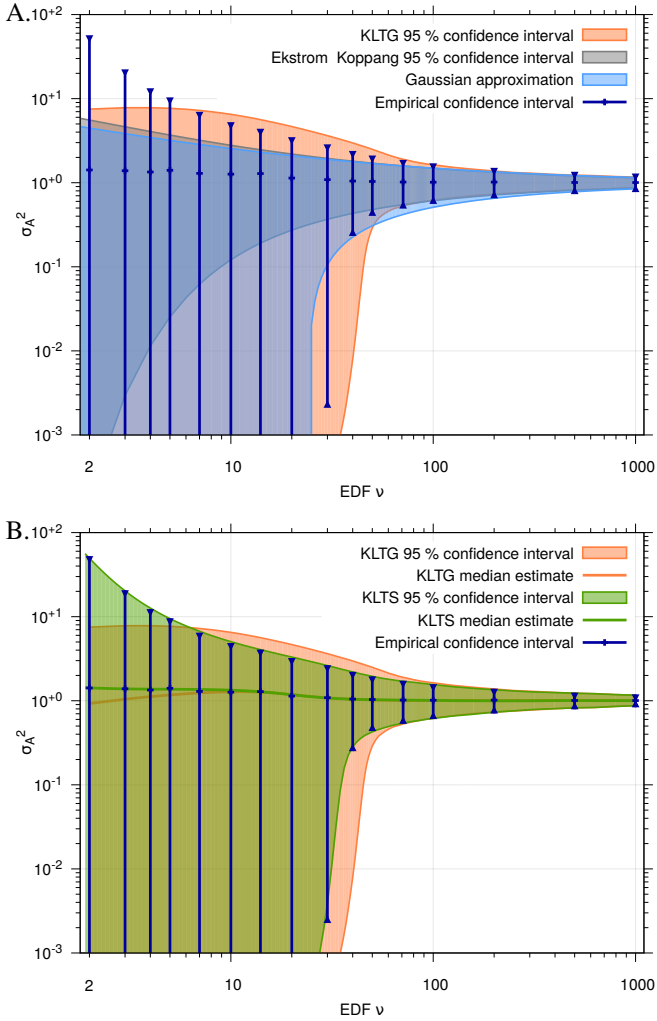 A.
10+2
10+1
10+0
10-1
10-2
10-3
σA2
KLTG 95 % confidence interval
Ekstrom Koppang 95 % confidence interval
Gaussian approximation
Empirical confidence interval
2 10 100 1000
EDF ν
B.
10+2
10+1
10+0
10-1
10-2
10-3
σA2
KLTG 95 % confidence interval
KLTG median estimate
KLTS 95 % confidence interval
KLTS median estimate
Empirical confidence interval
2 10 100 1000
EDF ν